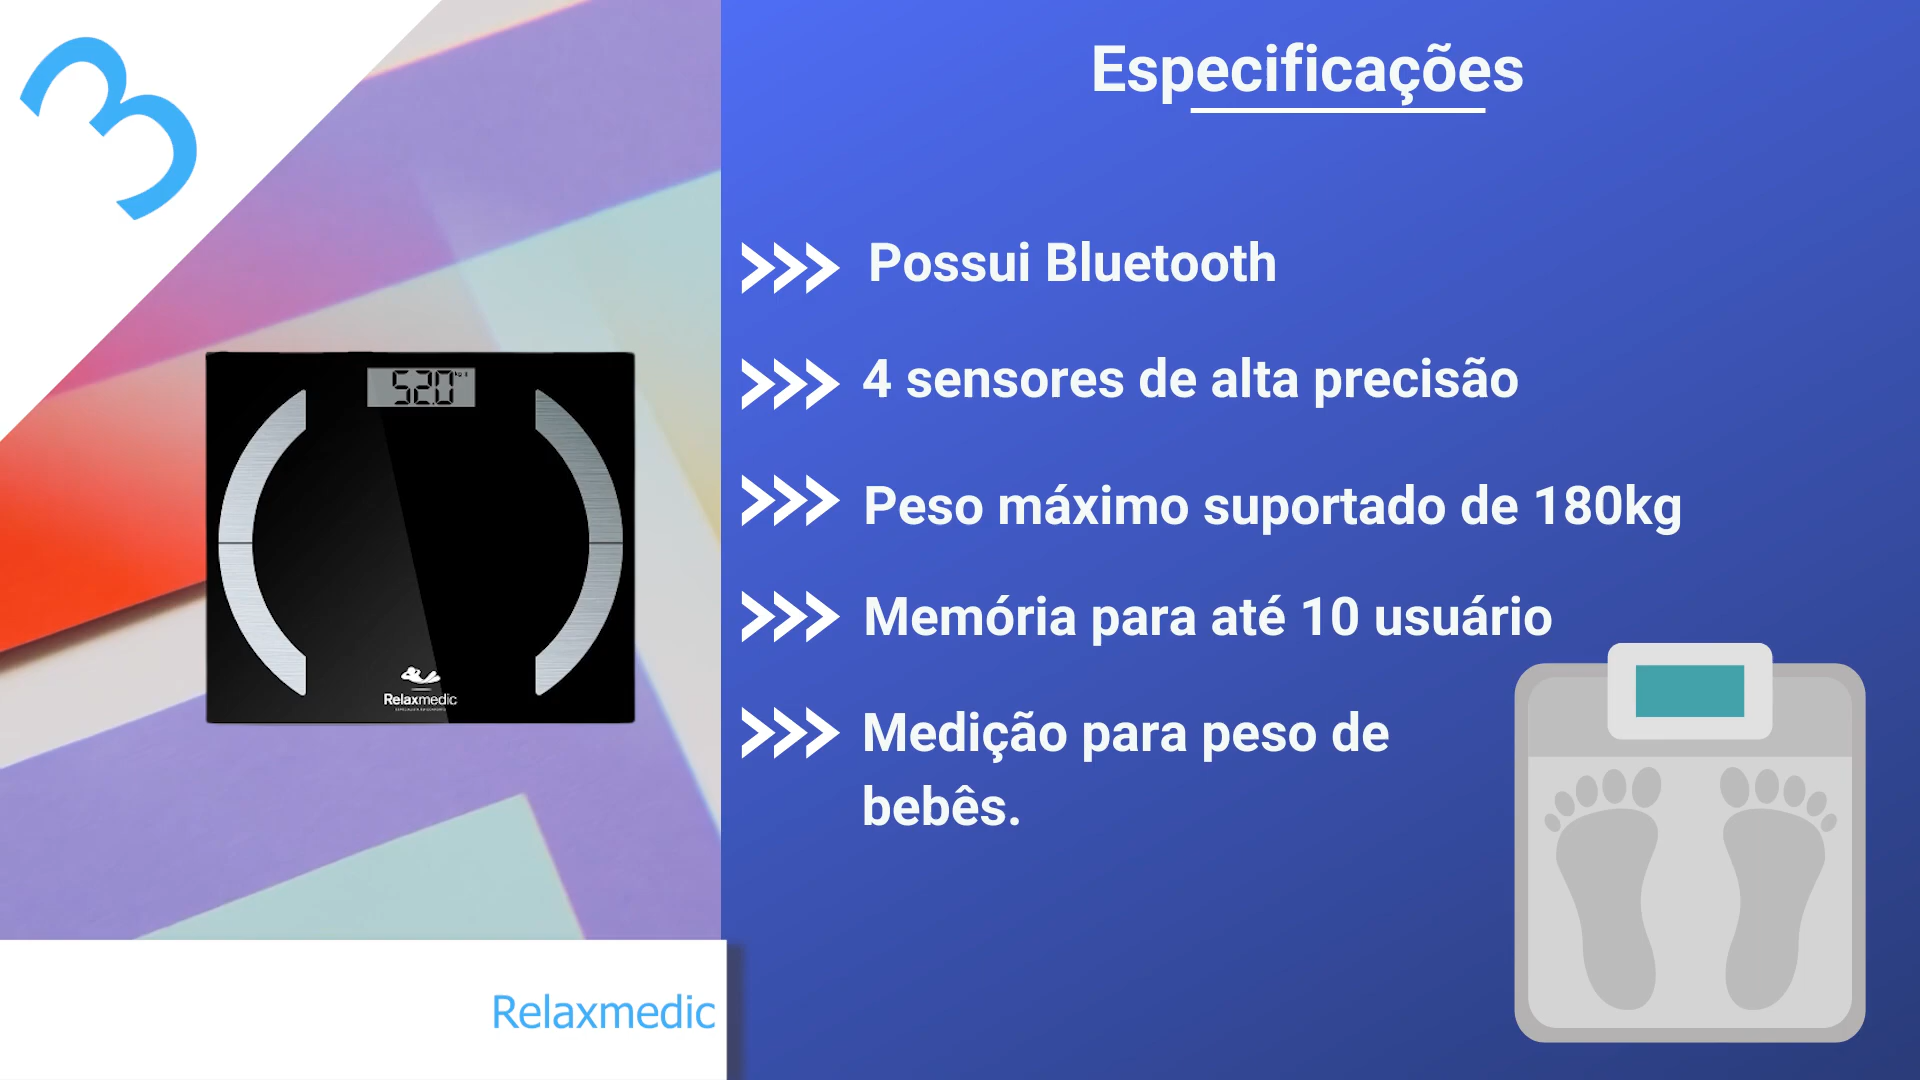 3
Especificações
Possui Bluetooth
4 sensores de alta precisão
Peso máximo suportado de 180kg
Memória para até 10 usuário
Medição para peso de
bebês.
52.0
kg
Relaxmedic
Relaxmedic